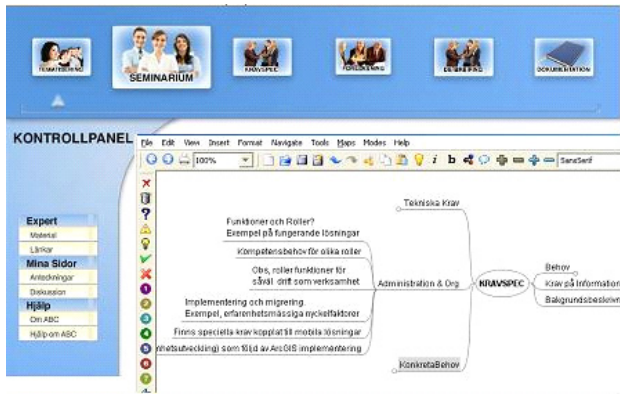 TEMATISERING
SEMINARIUM
KRAVSPEC
FÖRELÄSNING
DEBRIEFING
DOKUMENTATION
KONTROLLPANEL
File Edit View Insert Format Navigate Tools Maps Modes Help
100%
SansSerif
Expert
Material
Länkar
Mina Sidor
Anteckningar
Diskussion
Hjälp
Om ABC
Hjälp om ABC
Tekniska Krav
Funktioner och Roller?
Exempel på fungerande lösningar
Kompetensbehov för olika roller
Obs, roller funktioner för
såväl drift som verksamhet
Administration & Org
KRAVSPEC
Behov
Krav på Information
Bakgrundsbeskrivn
Implementering och migrering.
Exempel, erfarenhetsmässiga nyckelfaktorer
Finns speciella krav kopplat till mobila lösningar
nhetsutveckling) som följd av ArcGIS implementering
KonkretaBehov